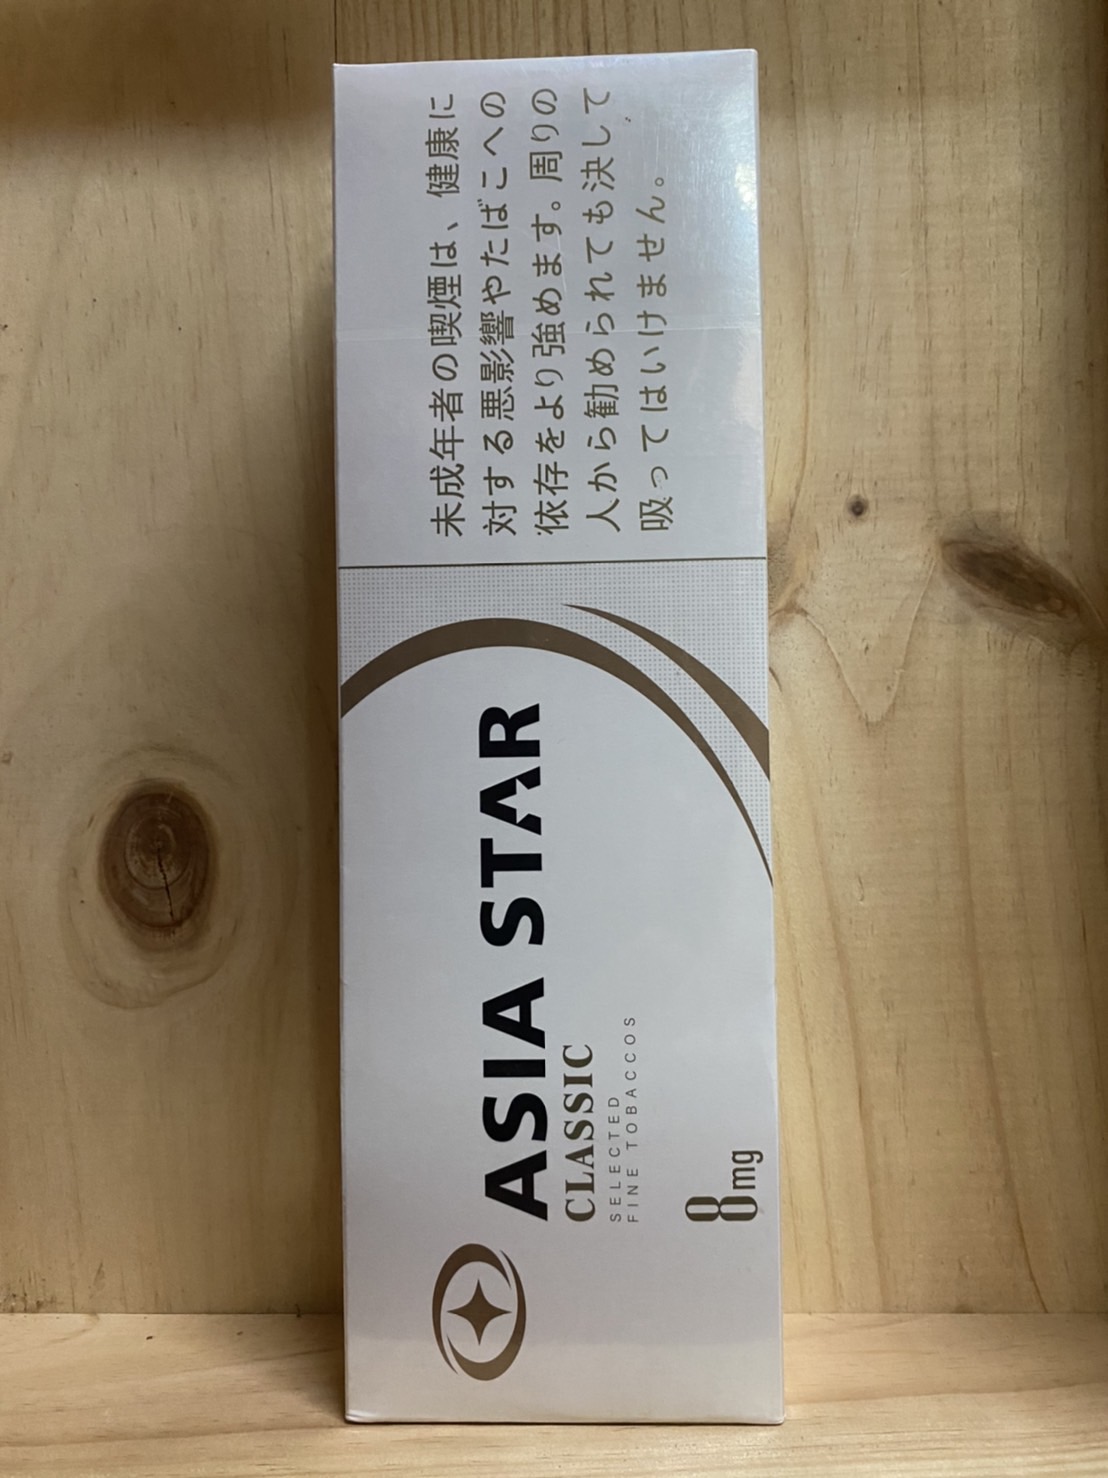 ASIA STAR
CLASSIC
SELECTED
FINE TOBACCOS
8mg
未成年者の喫煙は、健康に
対する悪影響やたばこへの
依存をより強めます。周りの
人から勧められても決して
吸ってはいけません。